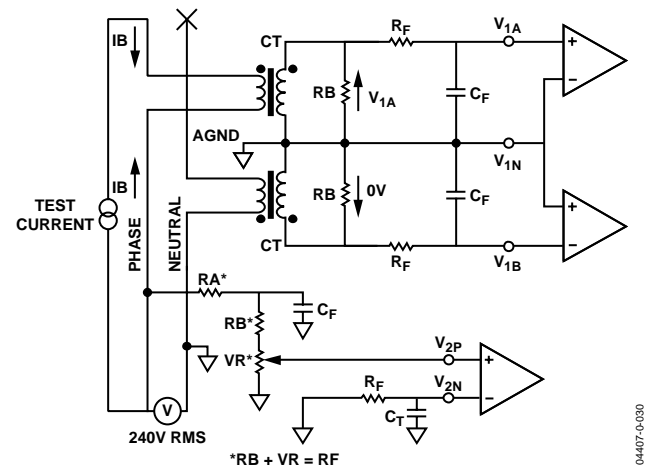 IB
CT
RF
V1A
RB
V1A
CF
AGND
V1N
IB
TEST
CURRENT
PHASE
NEUTRAL
RB
0V
CF
CT
RF
V1B
RA*
CF
RB*
VR*
V2P
RF
V2N
CT
V
240V RMS
*RB + VR = RF
04407-0-030
+
−
+
−
+
−